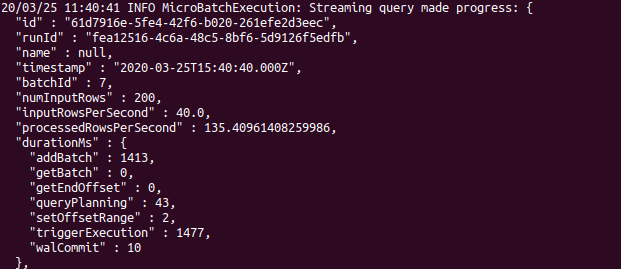 20/03/25 11:40:41 INFO MicroBatchExecution: Streaming query made progress: {
"id" : "61d7916e-5fe4-42f6-b020-261efe2d3eec",
"runId" : "fea12516-4c6a-48c5-8bf6-5d9126f5edfb",
"name" : null,
"timestamp" : "2020-03-25T15:40:40.000Z",
"batchId" : 7,
"numInputRows" : 200,
"inputRowsPerSecond" : 40.0,
"processedRowsPerSecond" : 135.40961408259986,
"durationMs" : {
"addBatch" : 1413,
"getBatch" : 0,
"getEndOffset" : 0,
"queryPlanning" : 43,
"setOffsetRange" : 2,
"triggerExecution" : 1477,
"walCommit" : 10
},